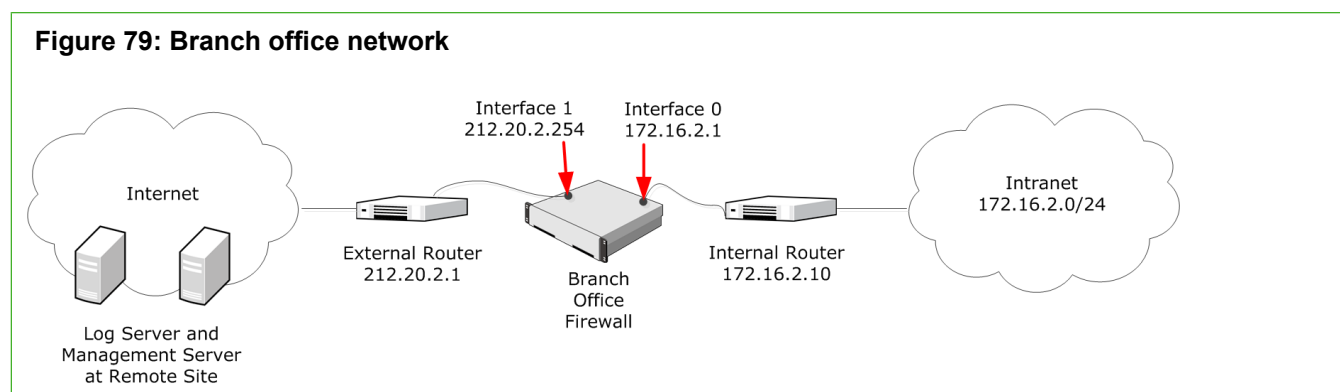 Figure 79: Branch office network
Interface 1
212.20.2.254
Interface 0
172.16.2.1
Internet
Intranet
172.16.2.0/24
External Router
212.20.2.1
Internal Router
172.16.2.10
Branch
Office
Firewall
Log Server and
Management Server
at Remote Site